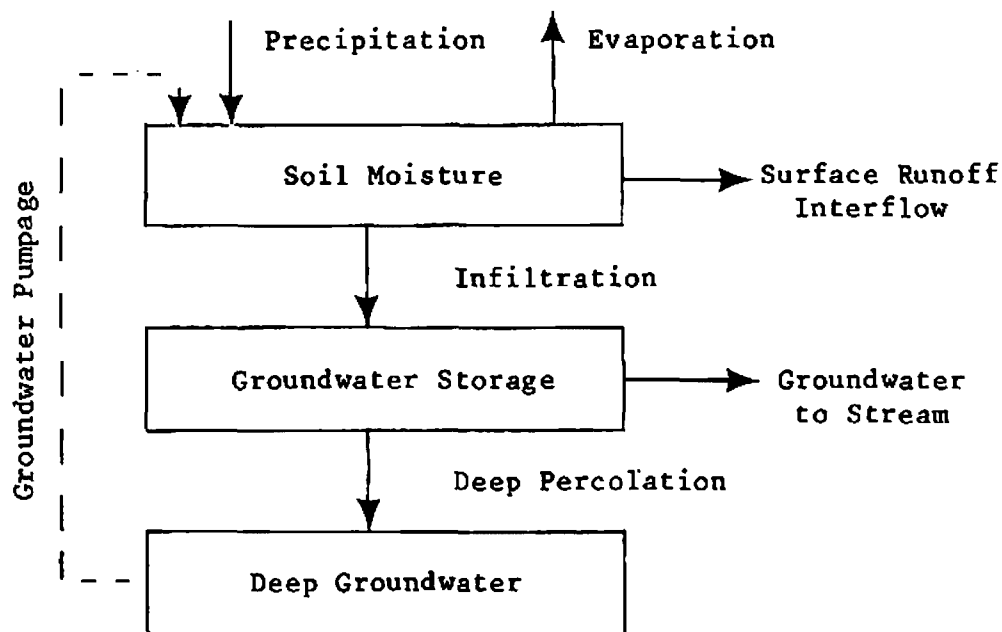 Precipitation
Evaporation
Soil Moisture
Surface Runoff
Interflow
Infiltration
Groundwater Pumpage
Groundwater Storage
Groundwater
to Stream
Deep Percolation
Deep Groundwater